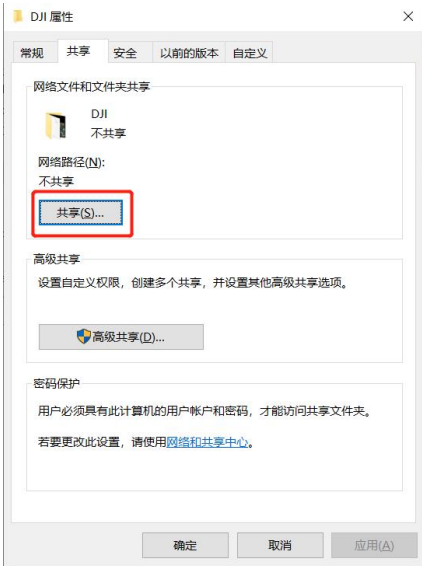 DJI 属性
常规 共享 安全 以前的版本 自定义
网络文件和文件夹共享
DJI
不共享
网络路径(N):
不共享
共享(S)...
高级共享
设置自定义权限，创建多个共享，并设置其他高级共享选项。
高级共享(D)...
密码保护
用户必须具有此计算机的用户帐户和密码，才能访问共享文件夹。
若要更改此设置，请使用网络和共享中心。
确定 取消 应用(A)